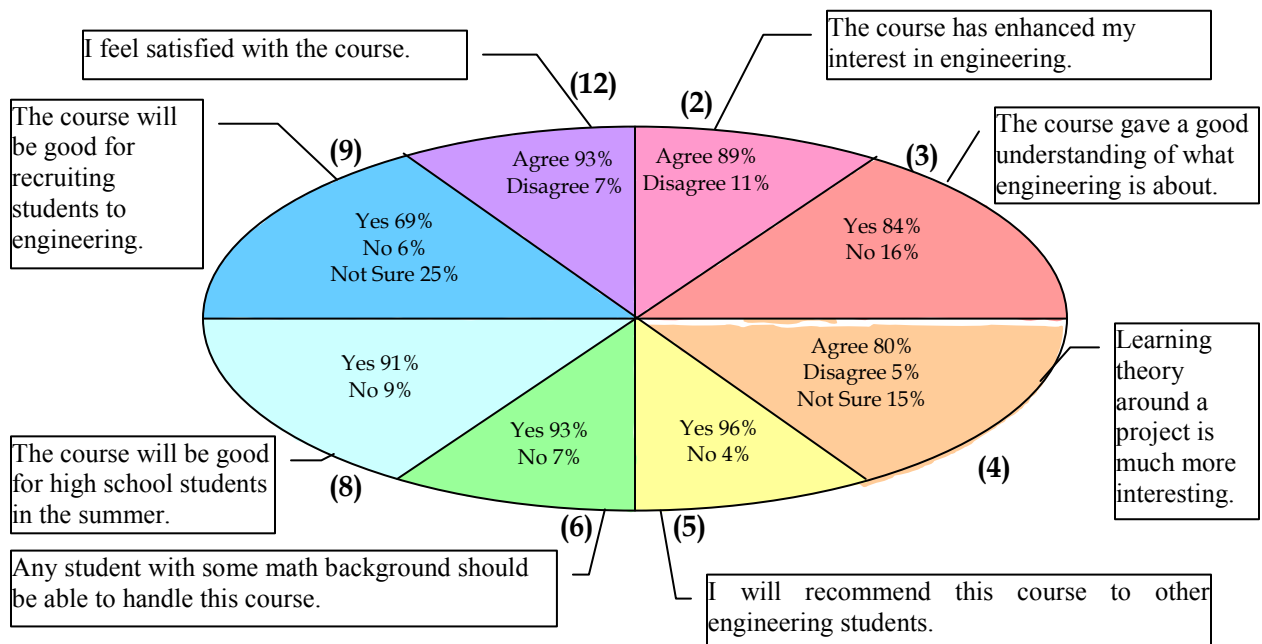 I feel satisfied with the course.
(12)
The course has enhanced my
interest in engineering.
(2)
The course will
be good for
recruiting
students to
engineering.
(9)
The course gave a good
understanding of what
engineering is about.
(3)
Agree 93%
Disagree 7%
Agree 89%
Disagree 11%
Yes 69%
No 6%
Not Sure 25%
Yes 84%
No 16%
Yes 91%
No 9%
Agree 80%
Disagree 5%
Not Sure 15%
Yes 93%
No 7%
Yes 96%
No 4%
Learning
theory
around a
project is
much more
interesting.
(4)
The course will be good
for high school students
in the summer.
(8)
(6)
(5)
Any student with some math background should
be able to handle this course.
I will recommend this course to other
engineering students.